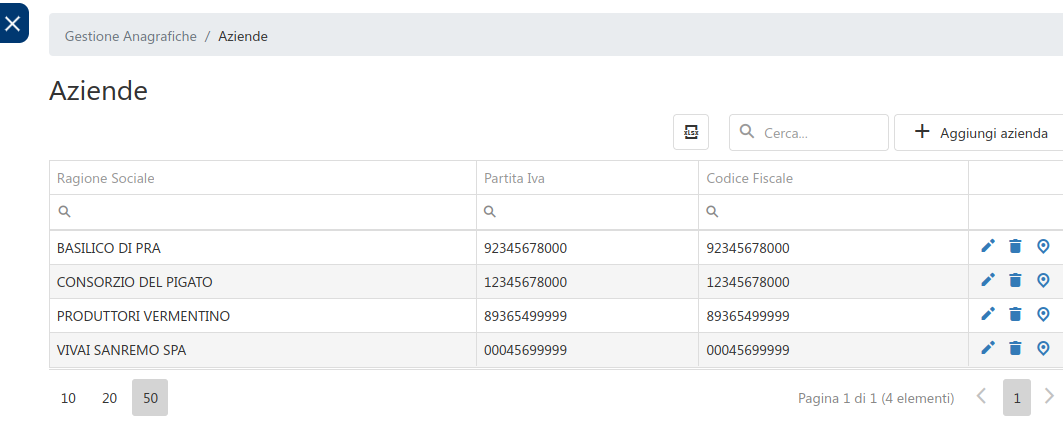 Gestione Anagrafiche / Aziende
Aziende
xlsx Cerca... + Aggiungi azienda
Ragione Sociale Partita Iva Codice Fiscale
BASILICO DI PRA 92345678000 92345678000
CONSORZIO DEL PIGATO 12345678000 12345678000
PRODUTTORI VERMENTINO 89365499999 89365499999
VIVAI SANREMO SPA 00045699999 00045699999
10 20 50 Pagina 1 di 1 (4 elementi) 1